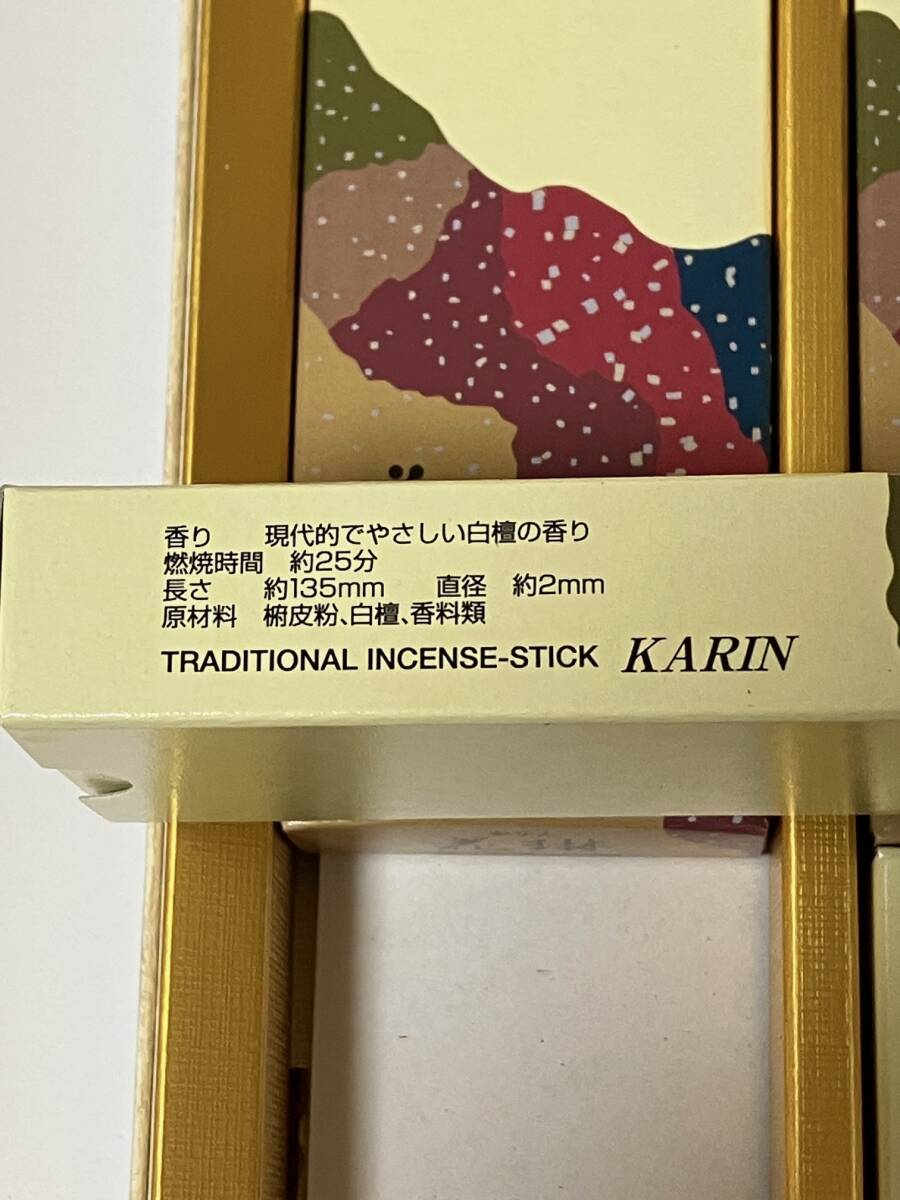 香り　　現代的でやさしい白檀の香り
燃焼時間　約25分
長さ　　約135mm　　直径　約2mm
原材料　椨皮粉、白檀、香料類
TRADITIONAL INCENSE-STICK KARIN